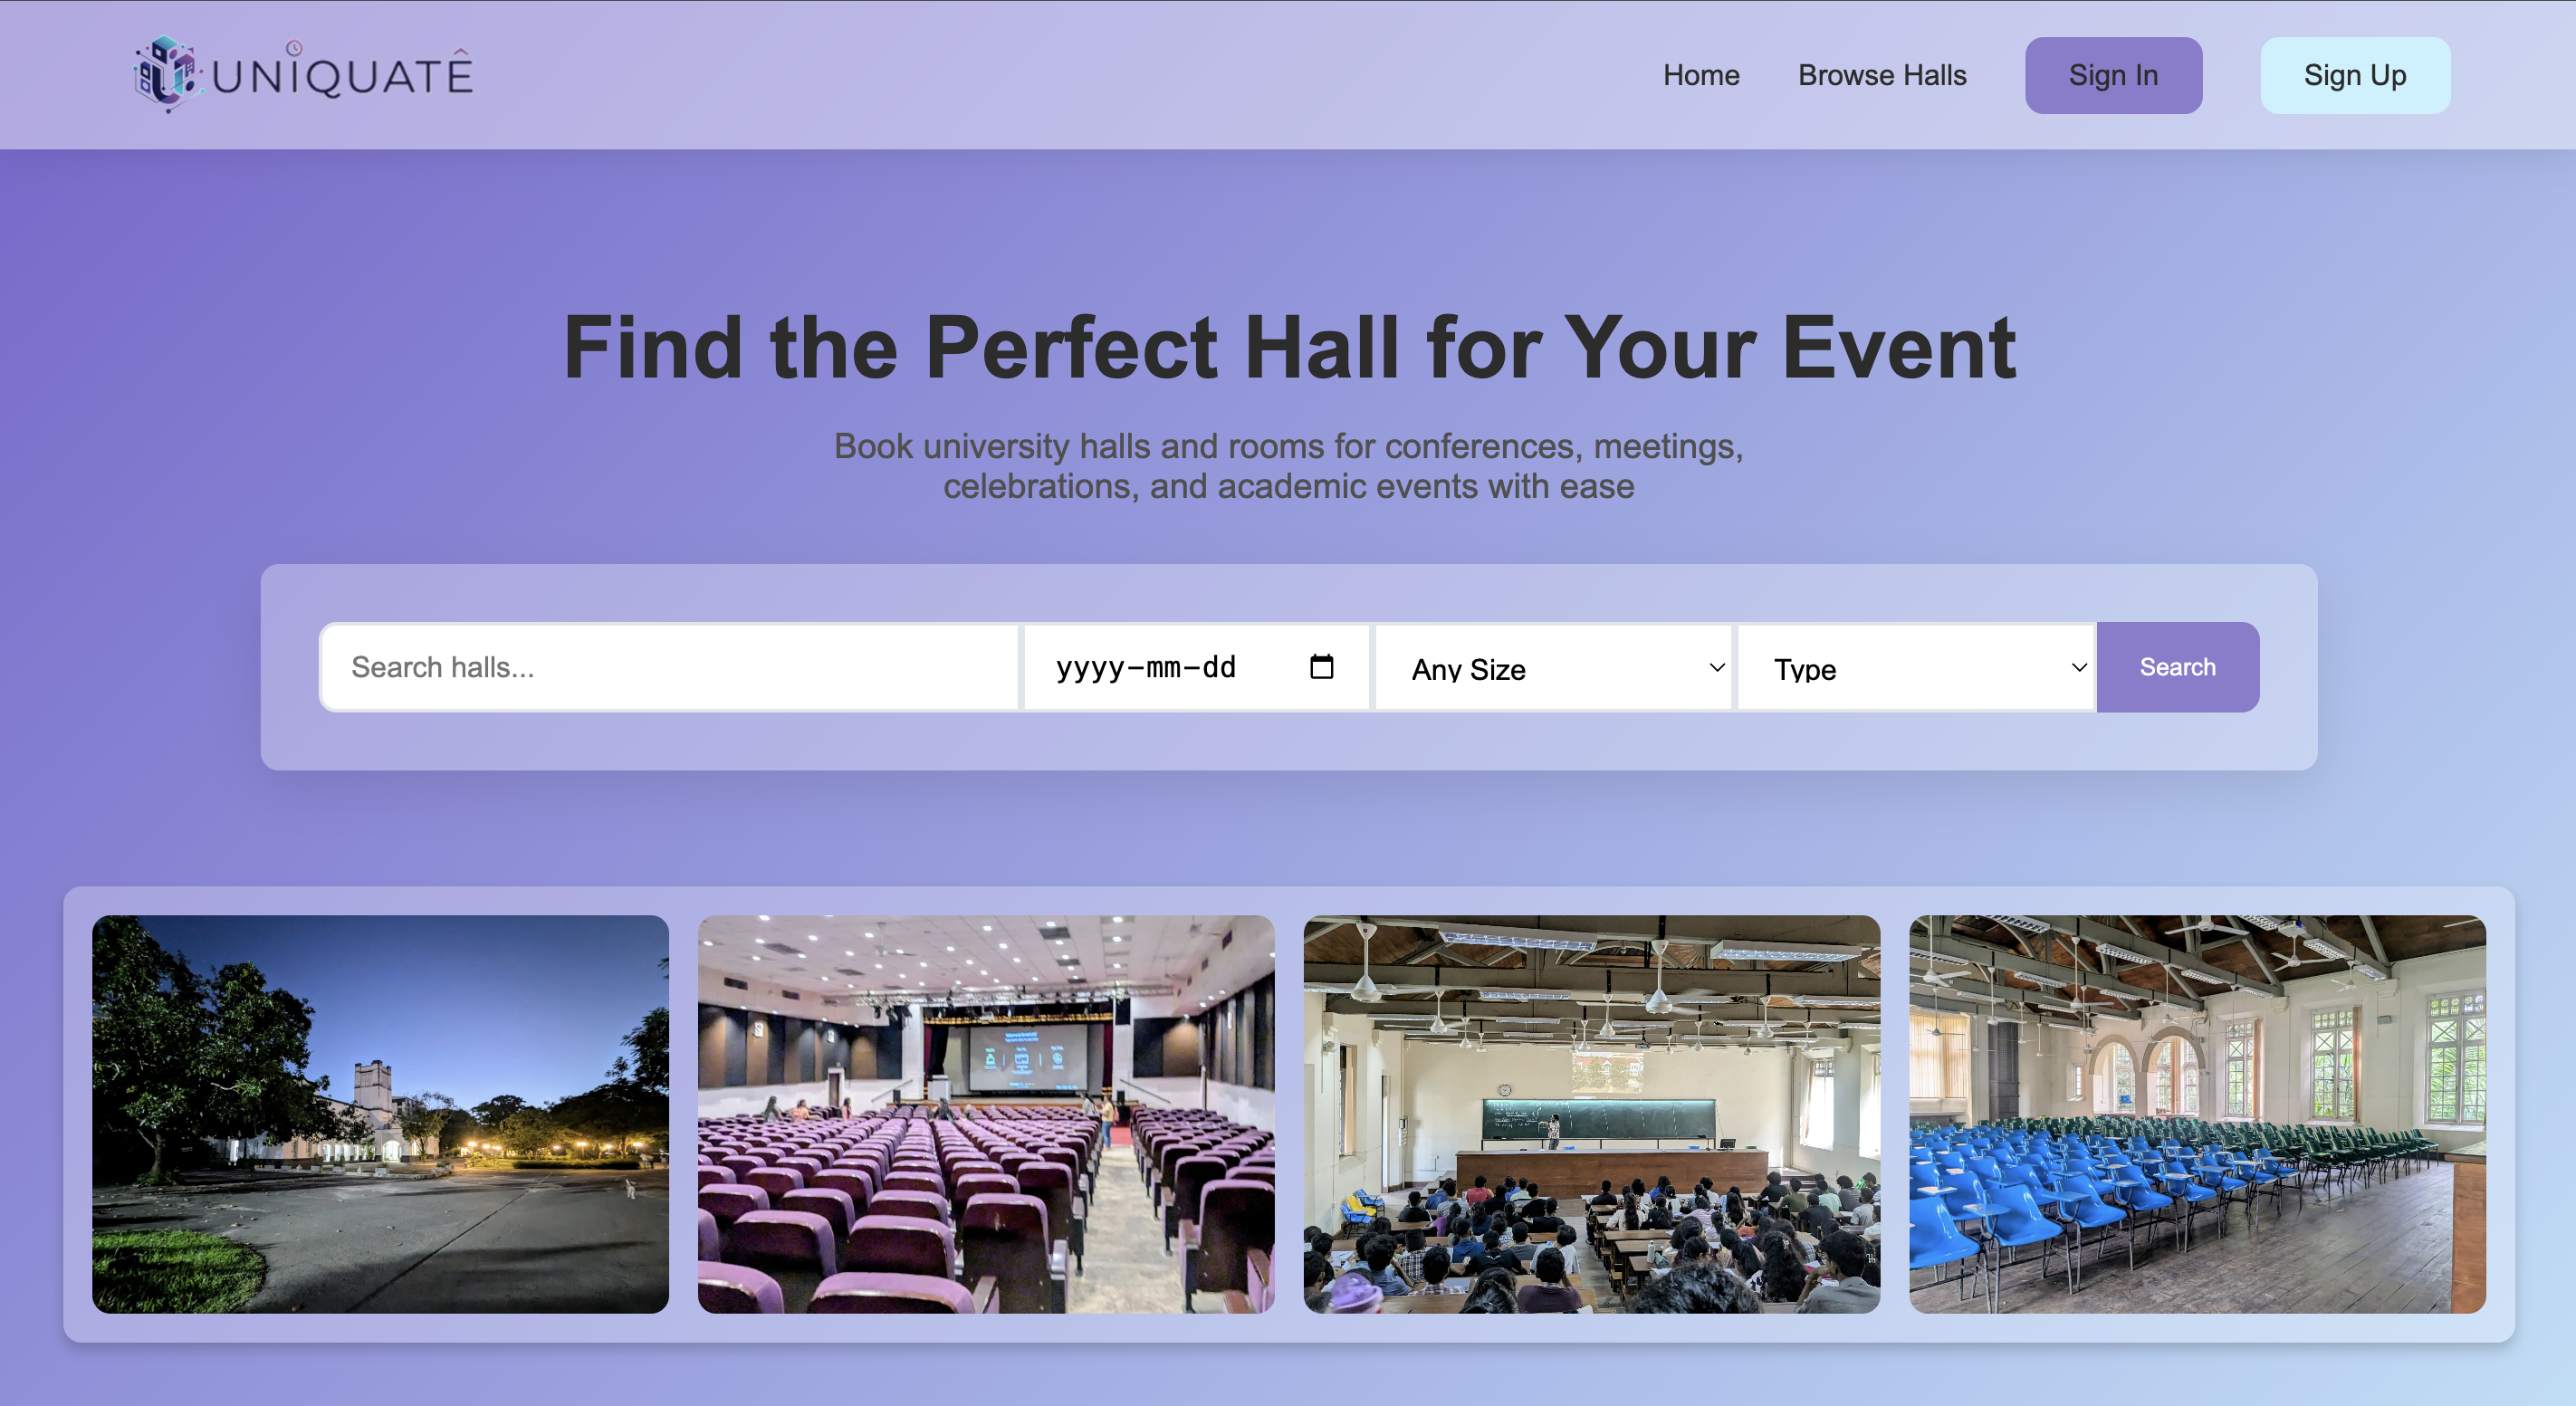 UNIQUATÊ
Home
Browse Halls
Sign In
Sign Up
Find the Perfect Hall for Your Event
Book university halls and rooms for conferences, meetings,
celebrations, and academic events with ease
Search halls...
yyyy-mm-dd
Any Size
Type
Search